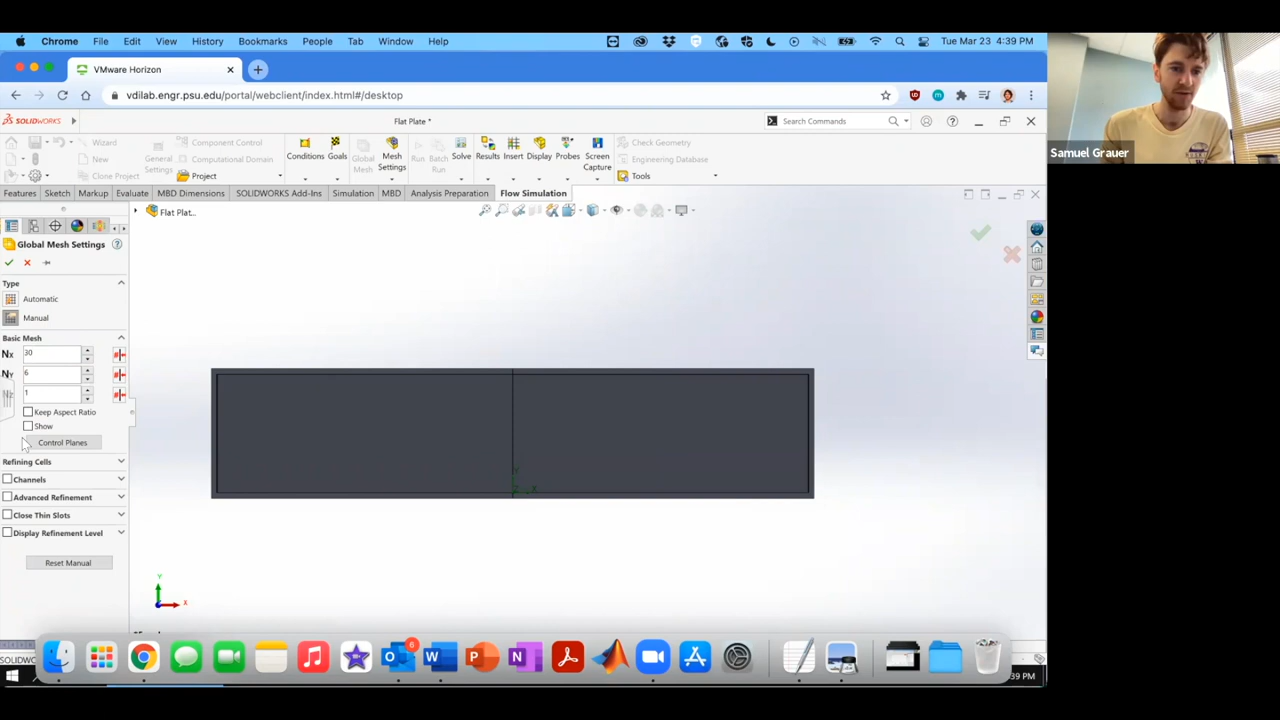 Chrome File Edit View History Bookmarks People Tab Window Help Tue Mar 23 4:39 PM
VMware Horizon
vdilab.engr.psu.edu/portal/webclient/index.html#/desktop
SOLIDWORKS Flat Plate * Search Commands
Wizard
New
Clone Project
General Settings
Component Control
Computational Domain
Project
Conditions Goals Global Mesh Mesh Settings Run Batch Run Solve Results Insert Display Probes Screen Capture
Check Geometry
Engineering Database
Tools
Features Sketch Markup Evaluate MBD Dimensions SOLIDWORKS Add-Ins Simulation MBD Analysis Preparation Flow Simulation
Flat Plat...
Global Mesh Settings
Type
Automatic
Manual
Basic Mesh
Nx 30
NY 6
Nz 1
Keep Aspect Ratio
Show
Control Planes
Refining Cells
Channels
Advanced Refinement
Close Thin Slots
Display Refinement Level
Reset Manual
Y
Z X
Y
X
6
SOLIDW
:39 PM
Samuel Grauer